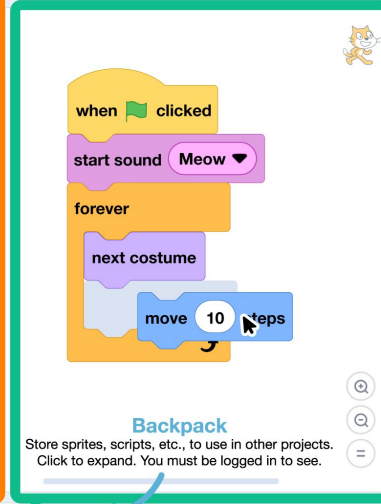 when clicked
start sound Meow
forever
next costume
move 10 steps
Backpack
Store sprites, scripts, etc., to use in other projects.
Click to expand. You must be logged in to see.